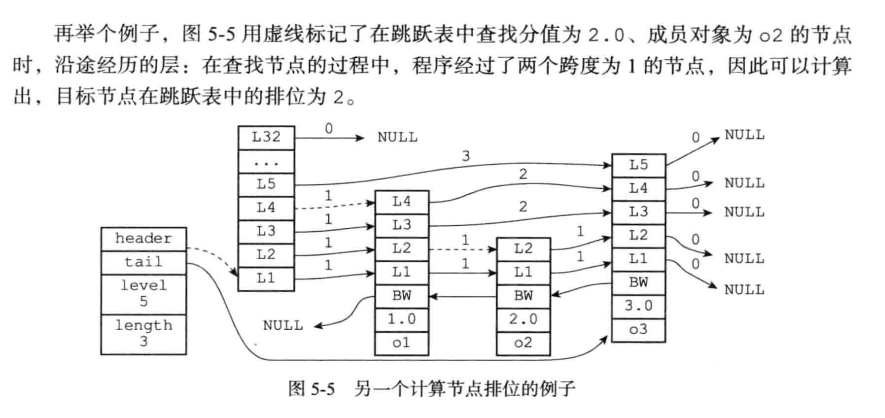 再举个例子，图 5-5 用虚线标记了在跳跃表中查找分值为 2.0、成员对象为 o2 的节点
时，沿途经历的层：在查找节点的过程中，程序经过了两个跨度为 1 的节点，因此可以计算
出，目标节点在跳跃表中的排位为 2。
header
tail
level
5
length
3
L32
...
L5
L4
L3
L2
L1
0
NULL
3
1
1
1
1
L4
L3
L2
L1
BW
1.0
o1
NULL
2
2
1
1
L2
L1
BW
2.0
o2
1
1
L5
L4
L3
L2
L1
BW
3.0
o3
0
NULL
0
NULL
0
NULL
0
NULL
0
NULL
图 5-5 另一个计算节点排位的例子